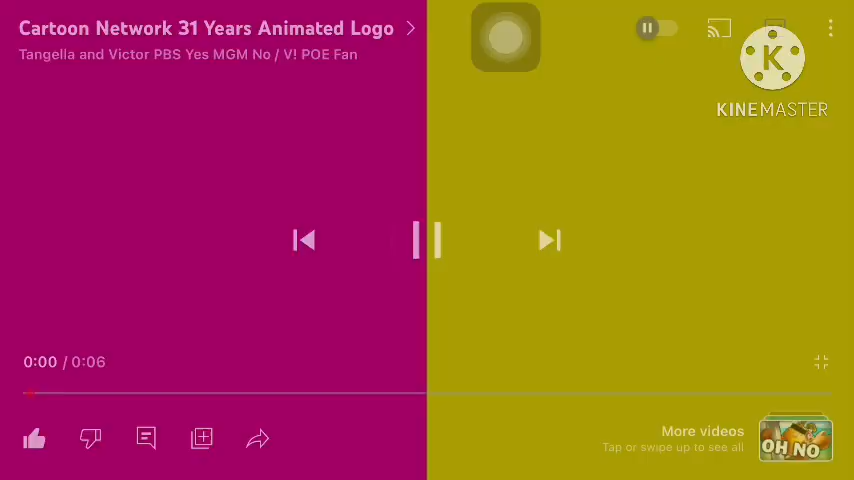 Cartoon Network 31 Years Animated Logo
Tangella and Victor PBS Yes MGM No / V! POE Fan
K
KINEMASTER
0:00 / 0:06
More videos
Tap or swipe up to see all
OH NO